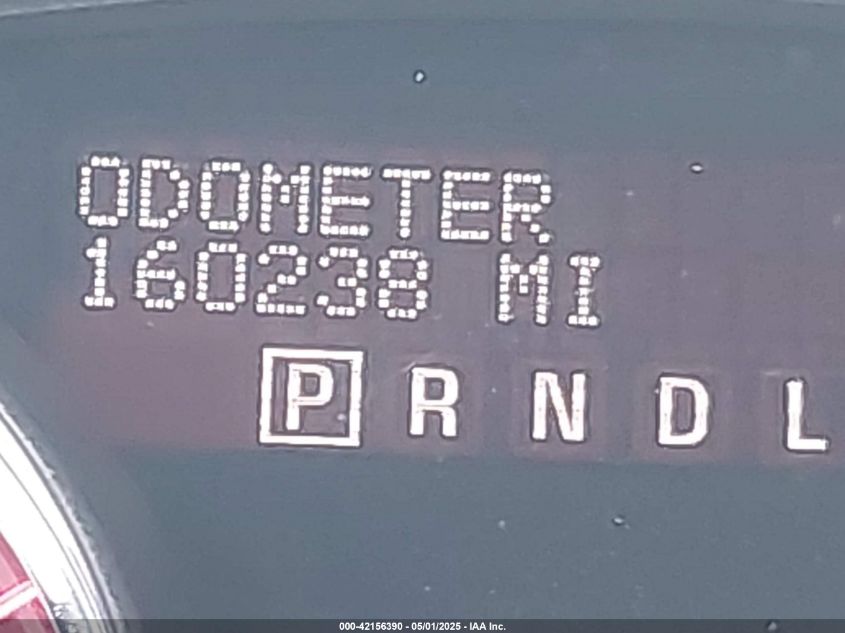 ODOMETER
160238 MI
P R N D L
000-42156390 - 05/01/2025 - IAA Inc.